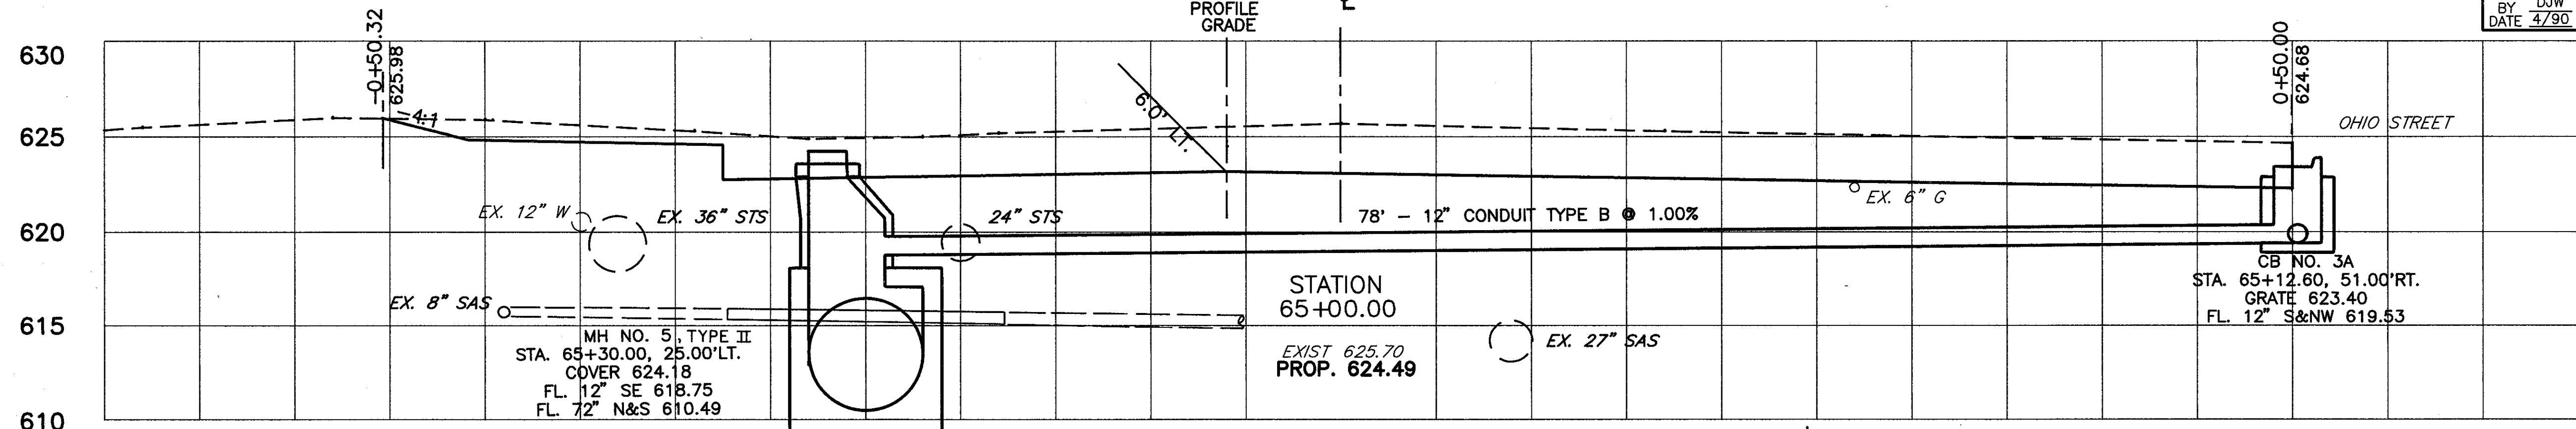 PROFILE
GRADE
BY DJW
DATE 4/90
630
625
620
615
610
-0+50.32
625.98
4:1
6.0' LT.
0+50.00
624.68
OHIO STREET
EX. 12" W
EX. 36" STS
24" STS
78' - 12" CONDUIT TYPE B @ 1.00%
EX. 6" G
EX. 8" SAS
MH NO. 5, TYPE II
STA. 65+30.00, 25.00'LT.
COVER 624.18
FL. 12" SE 618.75
FL. 72" N&S 610.49
STATION
65+00.00
EXIST 625.70
PROP. 624.49
EX. 27" SAS
CB NO. 3A
STA. 65+12.60, 51.00'RT.
GRATE 623.40
FL. 12" S&NW 619.53